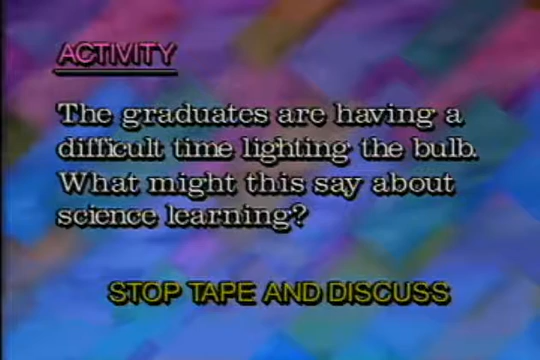 ACTIVITY
The graduates are having a
difficult time lighting the bulb.
What might this say about
science learning?
STOP TAPE AND DISCUSS